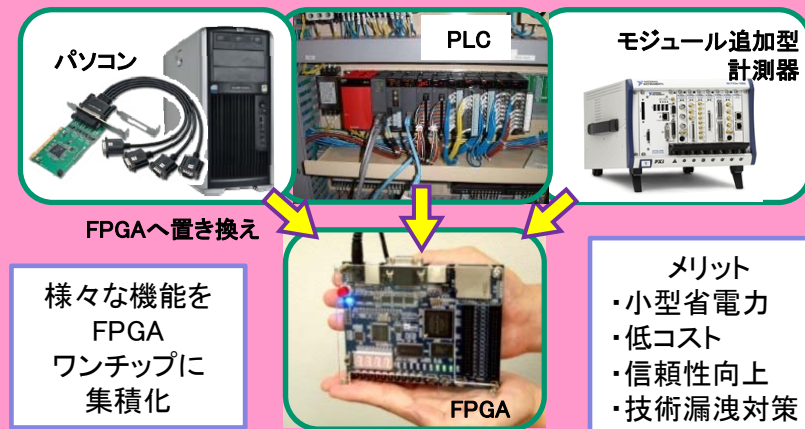 パソコン
PLC
モジュール追加型
計測器
PXI
FPGAへ置き換え
様々な機能を
FPGA
ワンチップに
集積化
FPGA
メリット
・小型省電力
・低コスト
・信頼性向上
・技術漏洩対策